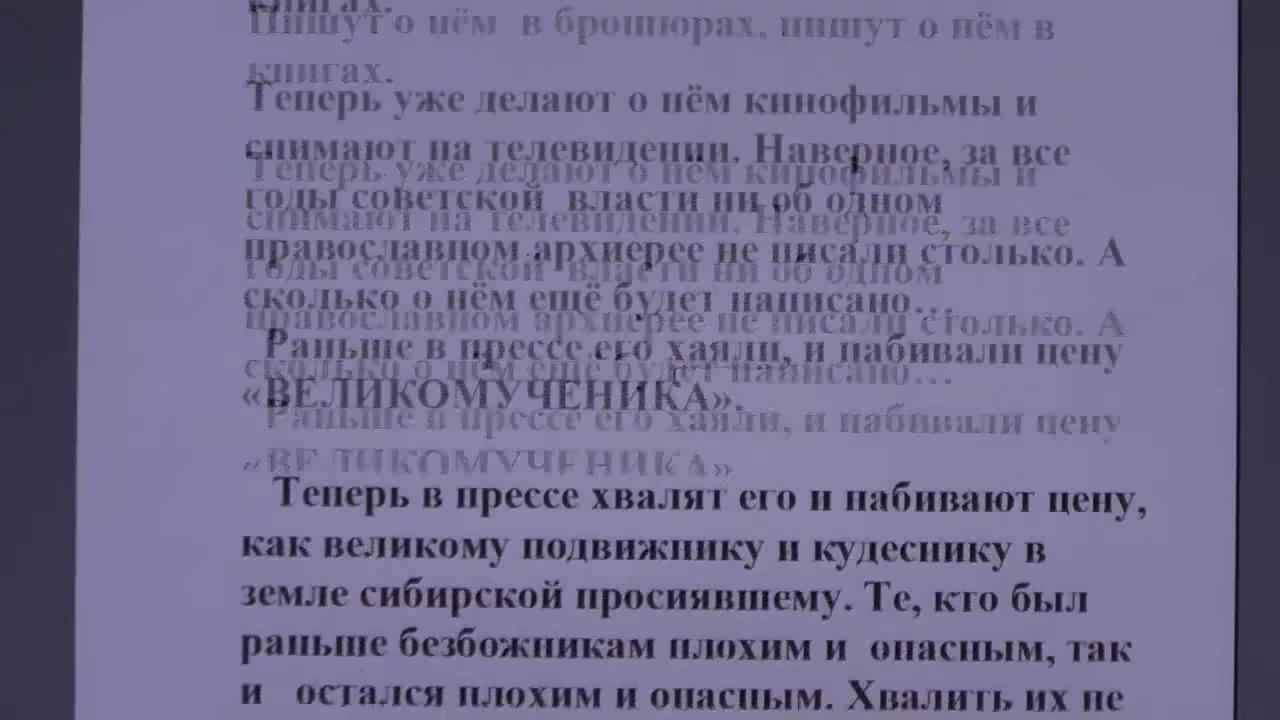 книгах.
Пишут о нём в брошюрах, пишут о нём в
книгах.
Теперь уже делают о нём кинофильмы и
снимают на телевидении. Наверное, за все
годы советской власти ни об одном
православном архиерее не писали столько. А
сколько о нём ещё будет написано...
Раньше в прессе его хаяли, и набивали цену
«ВЕЛИКОМУЧЕНИКА».
Теперь в прессе хвалят его и набивают цену,
как великому подвижнику и кудеснику в
земле сибирской просиявшему. Те, кто был
раньше безбожникам плохим и опасным, так
и остался плохим и опасным. Хвалить их не